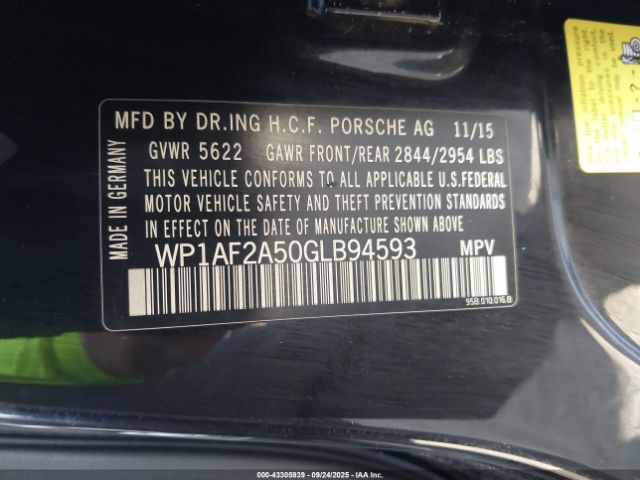 MFD BY DR.ING H.C.F. PORSCHE AG 11/15
GVWR 5622 GAWR FRONT/REAR 2844/2954 LBS
THIS VEHICLE CONFORMS TO ALL APPLICABLE U.S.FEDERAL
MOTOR VEHICLE SAFETY AND THEFT PREVENTION STANDARDS
IN EFFECT ON THE DATE OF MANUFACTURE SHOWN ABOVE.
WP1AF2A50GLB94593 MPV
95B.010.016.B
MADE IN GERMANY
000-43305939 - 09/24/2025 - IAAI.com